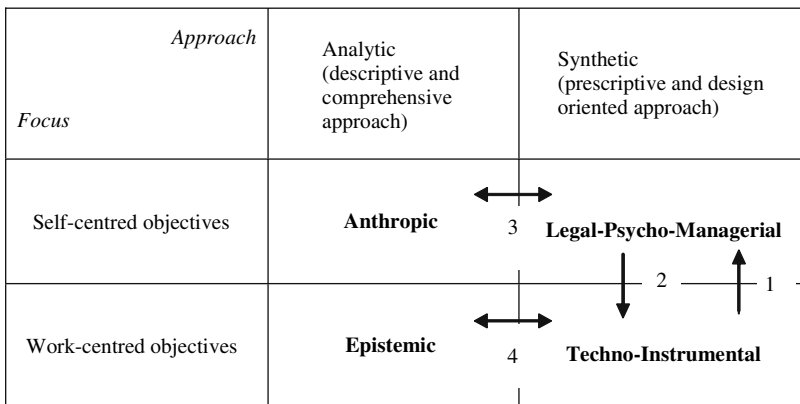 Approach
Focus
Analytic
(descriptive and
comprehensive
approach)
Synthetic
(prescriptive and design
oriented approach)
Self-centred objectives
Anthropic
3
Legal-Psycho-Managerial
2
1
Work-centred objectives
Epistemic
4
Techno-Instrumental